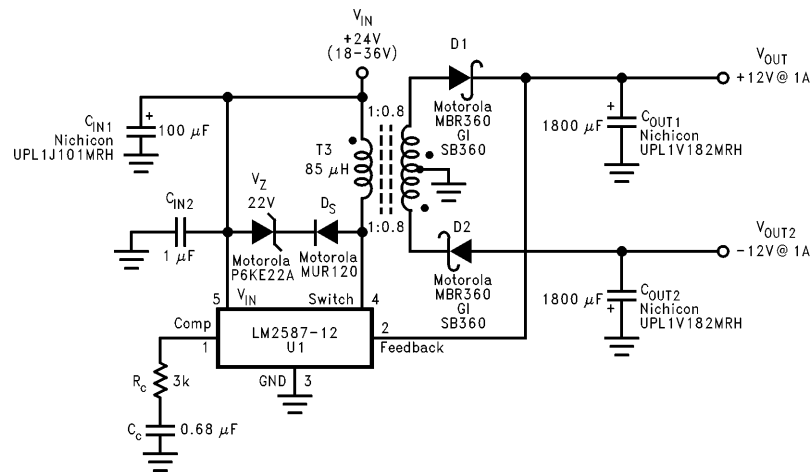 V_IN
+24V
(18-36V)
D1
V_OUT
+12V@ 1A
C_IN1
Nichicon
UPL1J101MRH
+
100 μF
1:0.8
T3
85 μH
Motorola
MBR360
GI
SB360
1800 μF
+
C_OUT1
Nichicon
UPL1V182MRH
C_IN2
1 μF
V_Z
22V
Motorola
P6KE22A
D_S
Motorola
MUR120
1:0.8
D2
Motorola
MBR360
GI
SB360
V_OUT2
-12V@ 1A
1800 μF
+
C_OUT2
Nichicon
UPL1V182MRH
5
V_IN
Switch
4
Comp
1
LM2587-12
U1
2
Feedback
GND
3
R_c
3k
C_c
0.68 μF